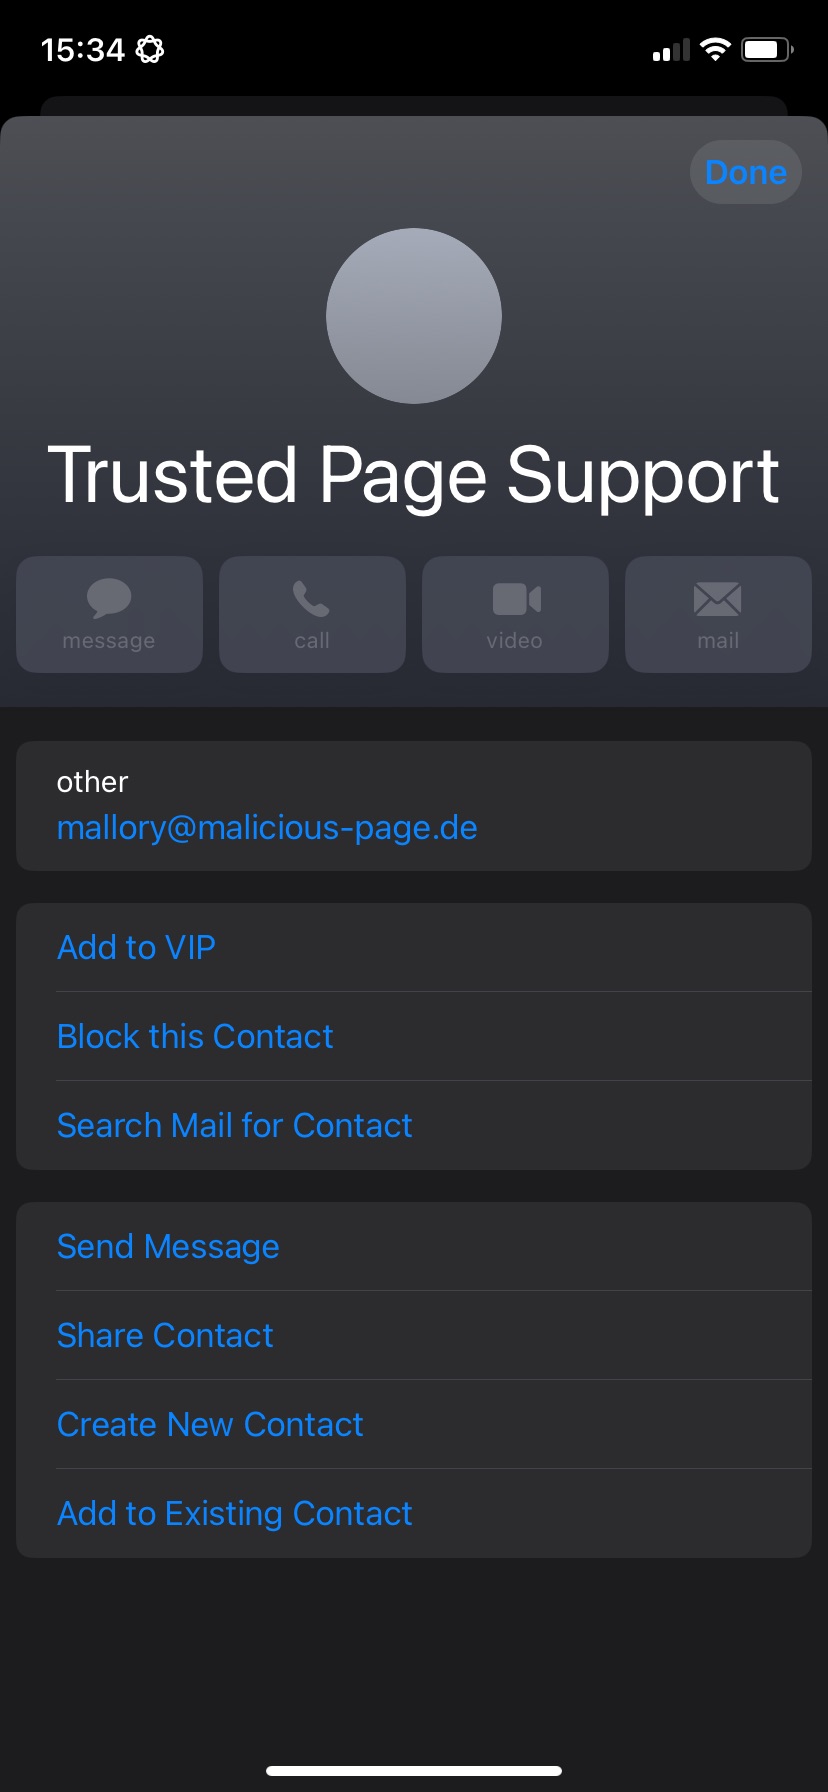 15:34
Done
Trusted Page Support
message
call
video
mail
other
mallory@malicious-page.de
Add to VIP
Block this Contact
Search Mail for Contact
Send Message
Share Contact
Create New Contact
Add to Existing Contact